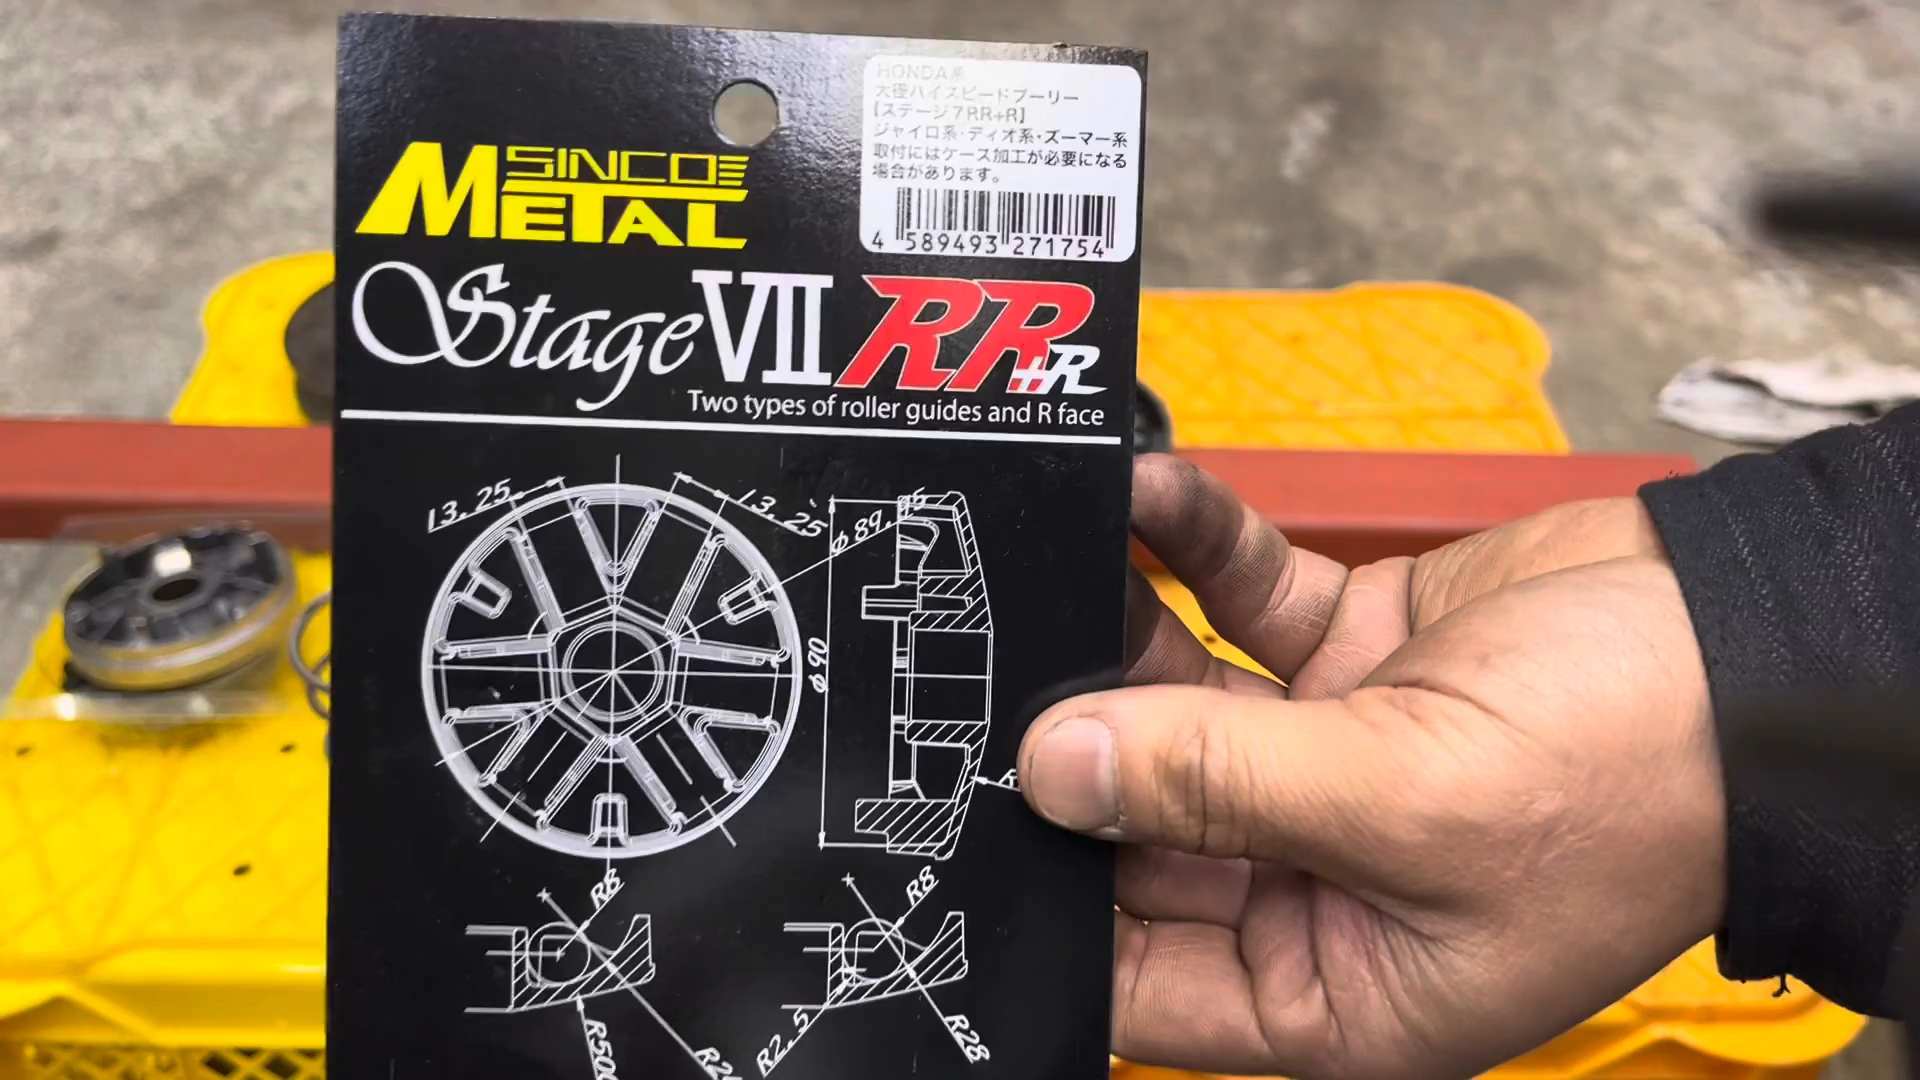 HONDA系
大径ハイスピードプーリー
【ステージ7RR+R】
ジャイロ系・ディオ系・ズーマー系
取付にはケース加工が必要になる
場合があります。
4 589493 271754
SINCOE
METAL
Stage VII RR+R
Two types of roller guides and R face
13.25
13.25
φ89.
φ90
R8
R8
R2.5
R28